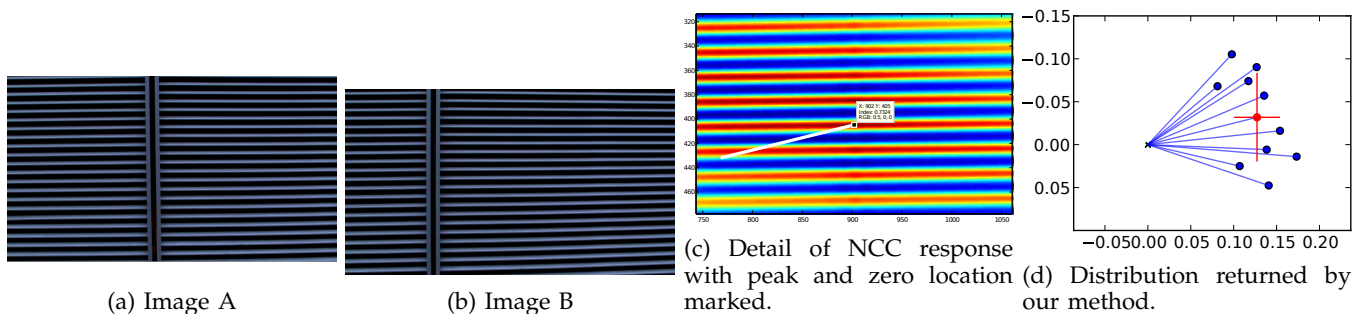 320
340
360
380
400
420
440
460
750
800
850
900
950
1000
1050
X: 902 Y: 405
Index: 0.7324
RGB: 0.5, 0, 0
−0.15
−0.10
−0.05
0.00
0.05
−0.05 0.00 0.05 0.10 0.15 0.20
(a) Image A
(b) Image B
(c) Detail of NCC response
with peak and zero location
marked.
(d) Distribution returned by
our method.